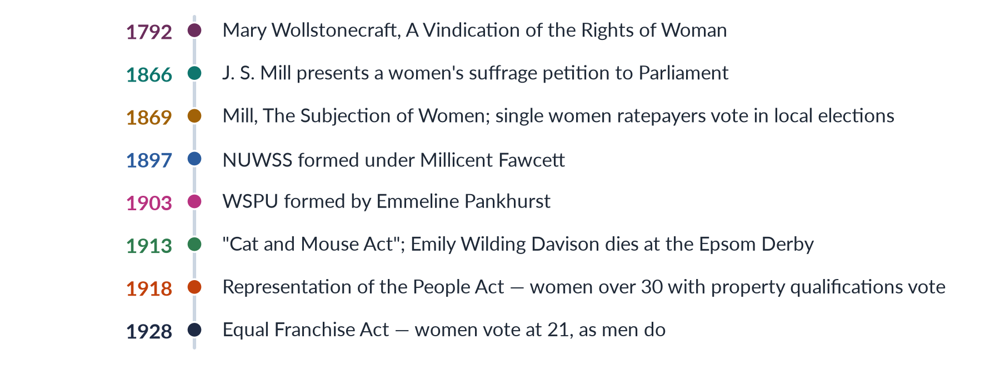 1792 Mary Wollstonecraft, A Vindication of the Rights of Woman
1866 J. S. Mill presents a women's suffrage petition to Parliament
1869 Mill, The Subjection of Women; single women ratepayers vote in local elections
1897 NUWSS formed under Millicent Fawcett
1903 WSPU formed by Emmeline Pankhurst
1913 "Cat and Mouse Act"; Emily Wilding Davison dies at the Epsom Derby
1918 Representation of the People Act — women over 30 with property qualifications vote
1928 Equal Franchise Act — women vote at 21, as men do